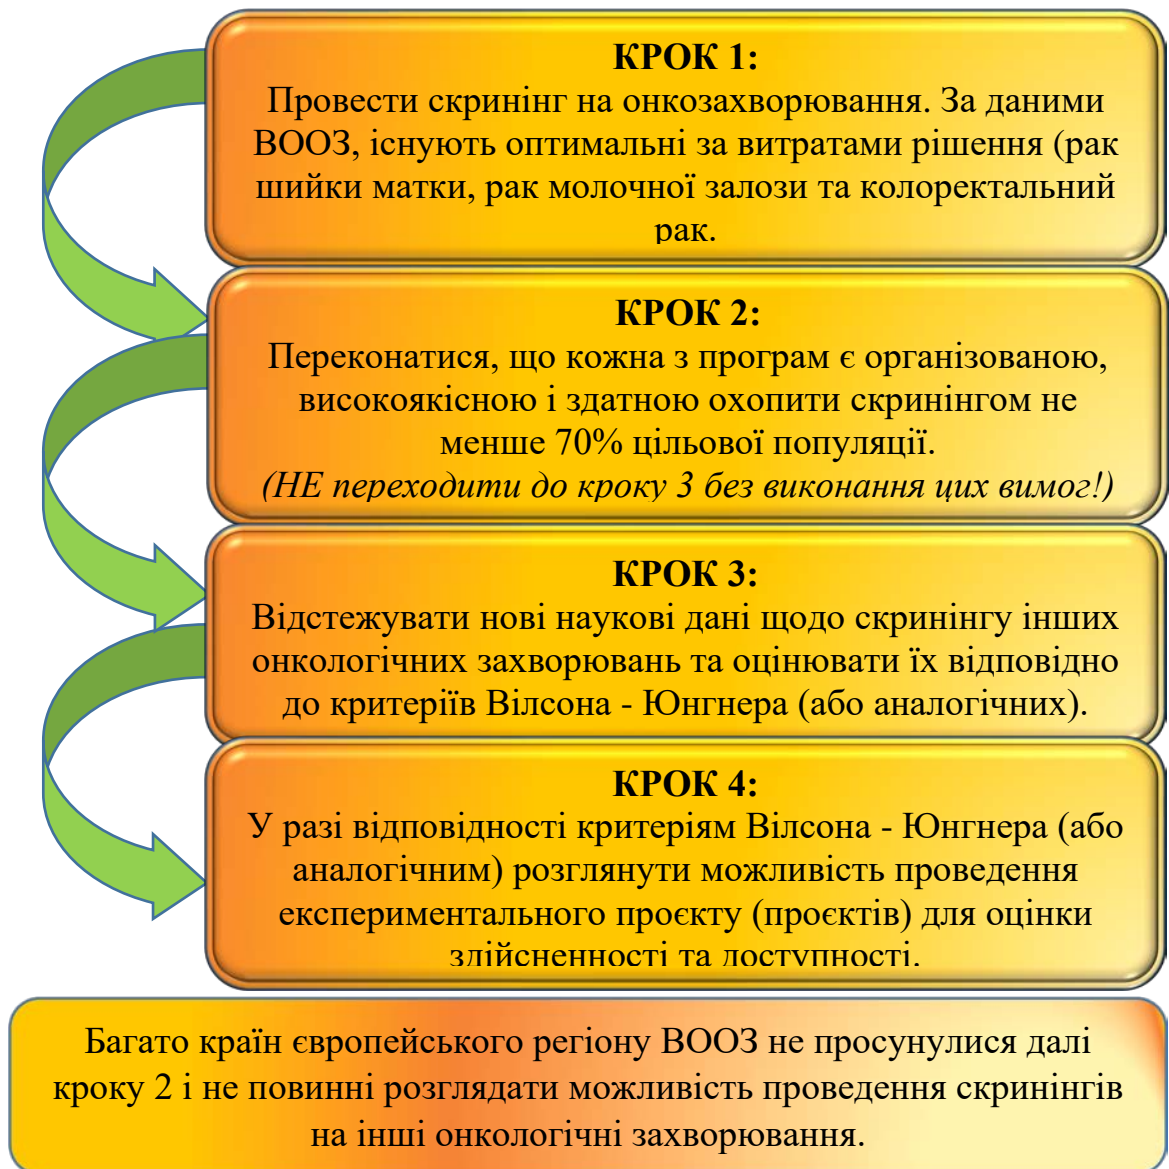 КРОК 1:
Провести скринінг на онкозахворювання. За даними
ВООЗ, існують оптимальні за витратами рішення (рак
шийки матки, рак молочної залози та колоректальний
рак.
КРОК 2:
Переконатися, що кожна з програм є організованою,
високоякісною і здатною охопити скринінгом не
менше 70% цільової популяції.
(НЕ переходити до кроку 3 без виконання цих вимог!)
КРОК 3:
Відстежувати нові наукові дані щодо скринінгу інших
онкологічних захворювань та оцінювати їх відповідно
до критеріїв Вілсона - Юнгнера (або аналогічних).
КРОК 4:
У разі відповідності критеріям Вілсона - Юнгнера (або
аналогічним) розглянути можливість проведення
експериментального проєкту (проєктів) для оцінки
здійсненності та доступності.
Багато країн європейського регіону ВООЗ не просунулися далі
кроку 2 і не повинні розглядати можливість проведення скринінгів
на інші онкологічні захворювання.